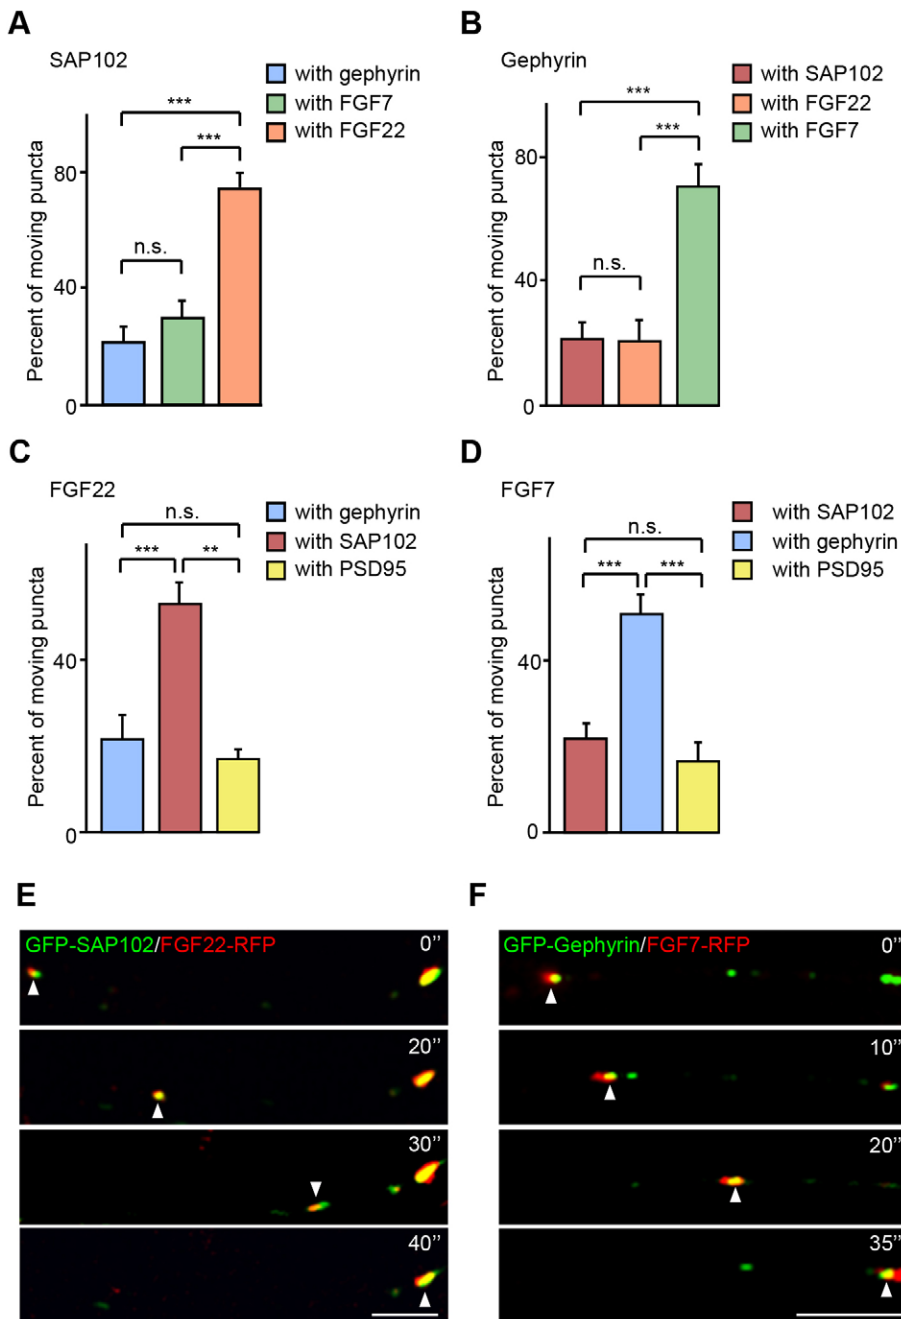 A
SAP102
with gephyrin
with FGF7
with FGF22
***
***
n.s.
Percent of moving puncta
80
40
0
B
Gephyrin
with SAP102
with FGF22
with FGF7
***
***
n.s.
Percent of moving puncta
80
40
0
C
FGF22
with gephyrin
with SAP102
with PSD95
n.s.
*** **
Percent of moving puncta
40
0
D
FGF7
with SAP102
with gephyrin
with PSD95
n.s.
*** ***
Percent of moving puncta
40
0
E
GFP-SAP102/FGF22-RFP 0’’
20’’
30’’
40’’
F
GFP-Gephyrin/FGF7-RFP 0’’
10’’
20’’
35’’